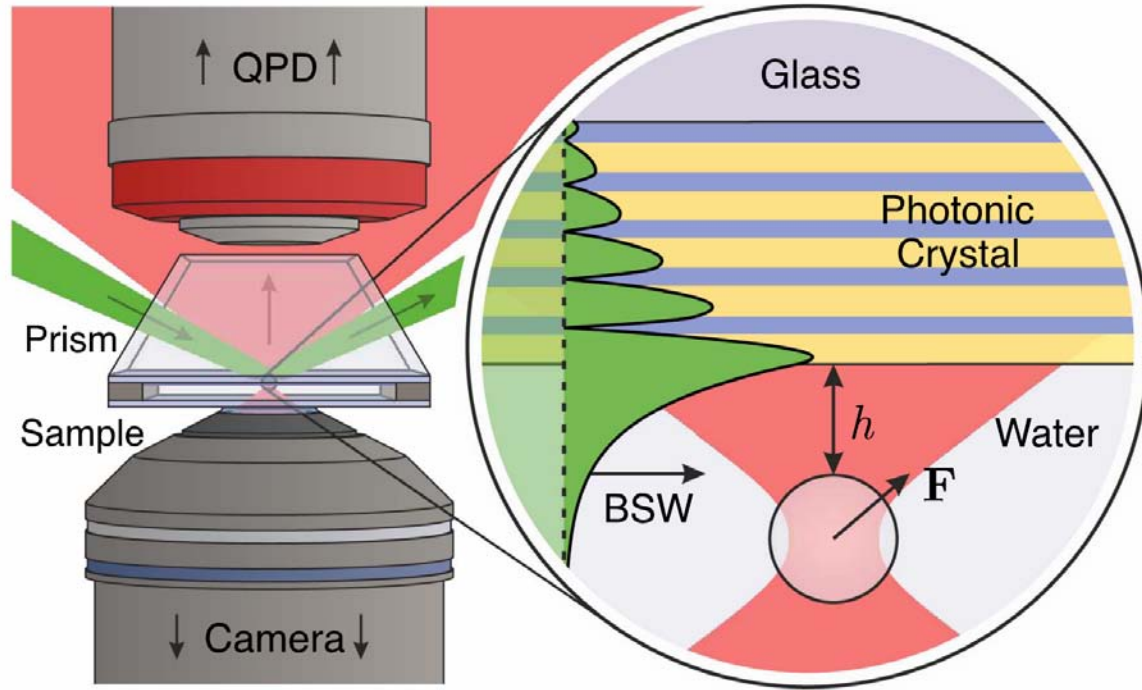 QPD
Prism
Sample
Camera
Glass
Photonic
Crystal
h
Water
F
BSW